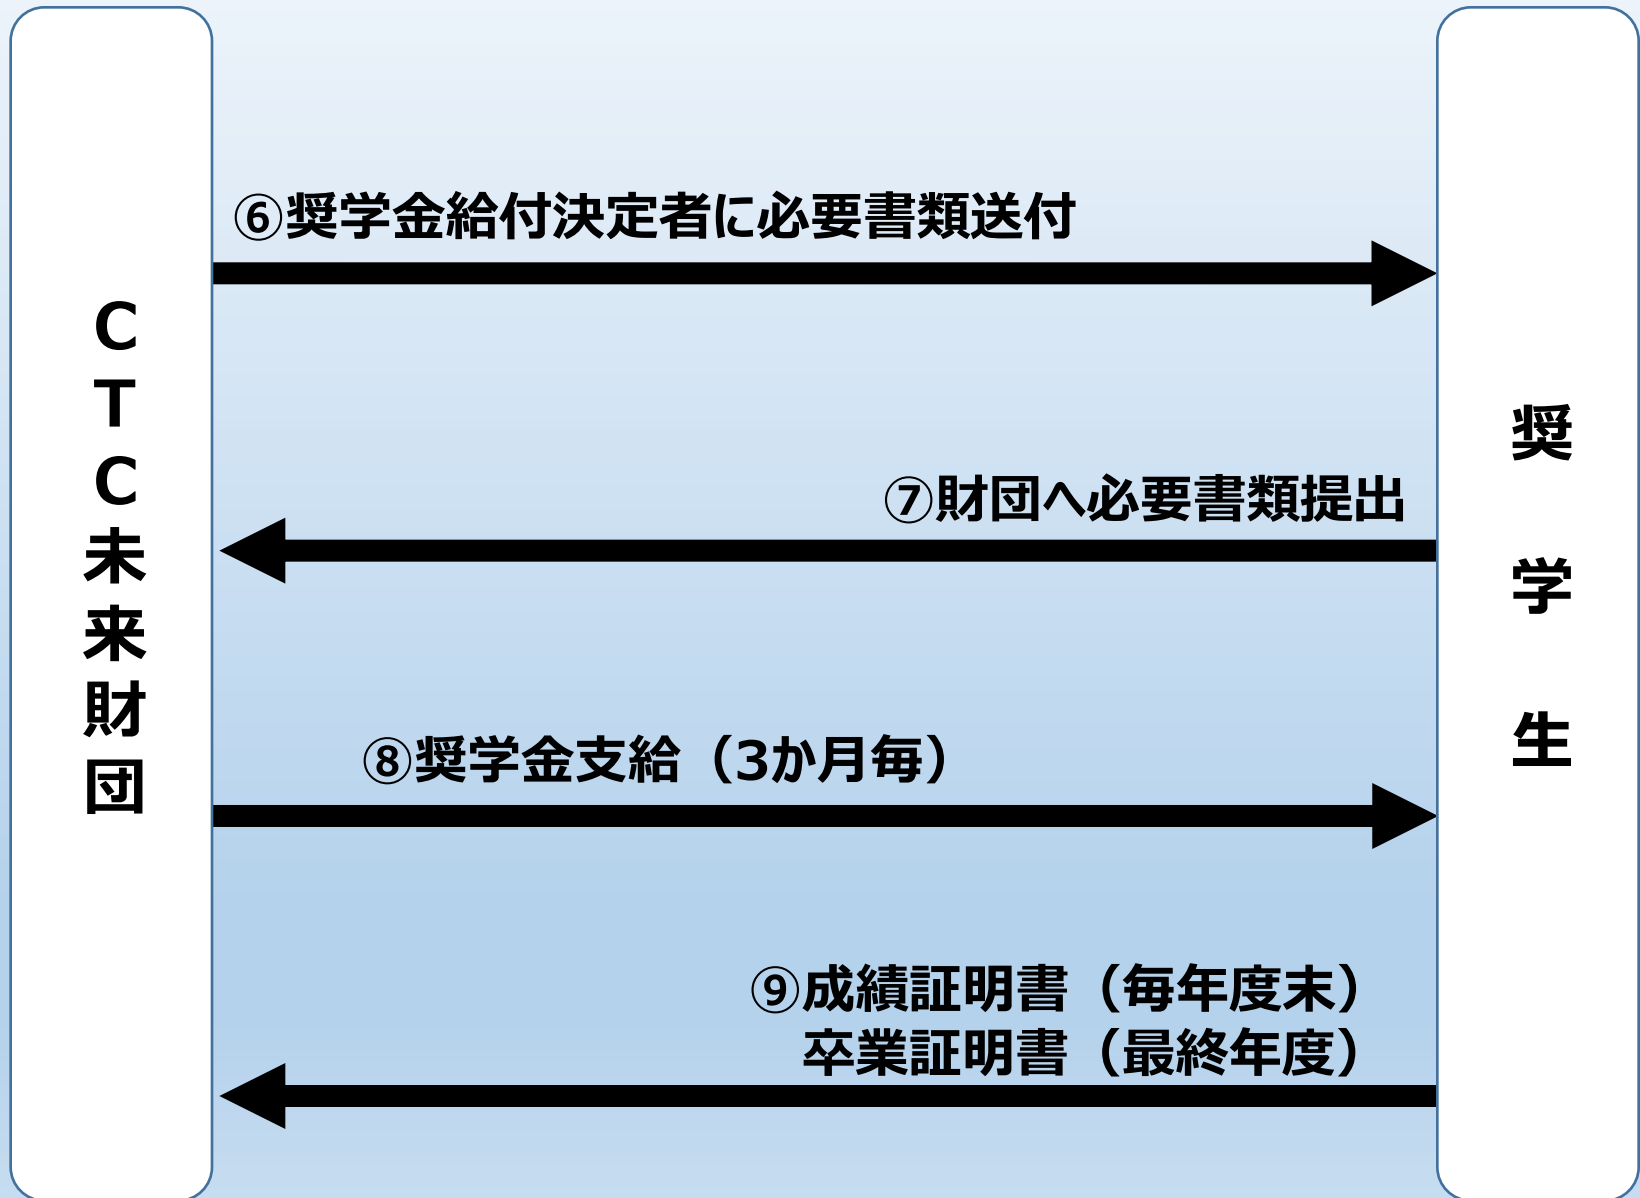 ⑥奨学金給付決定者に必要書類送付
CTC未来財団
奨学生
⑦財団へ必要書類提出
⑧奨学金支給（3か月毎）
⑨成績証明書（毎年度末）
卒業証明書（最終年度）